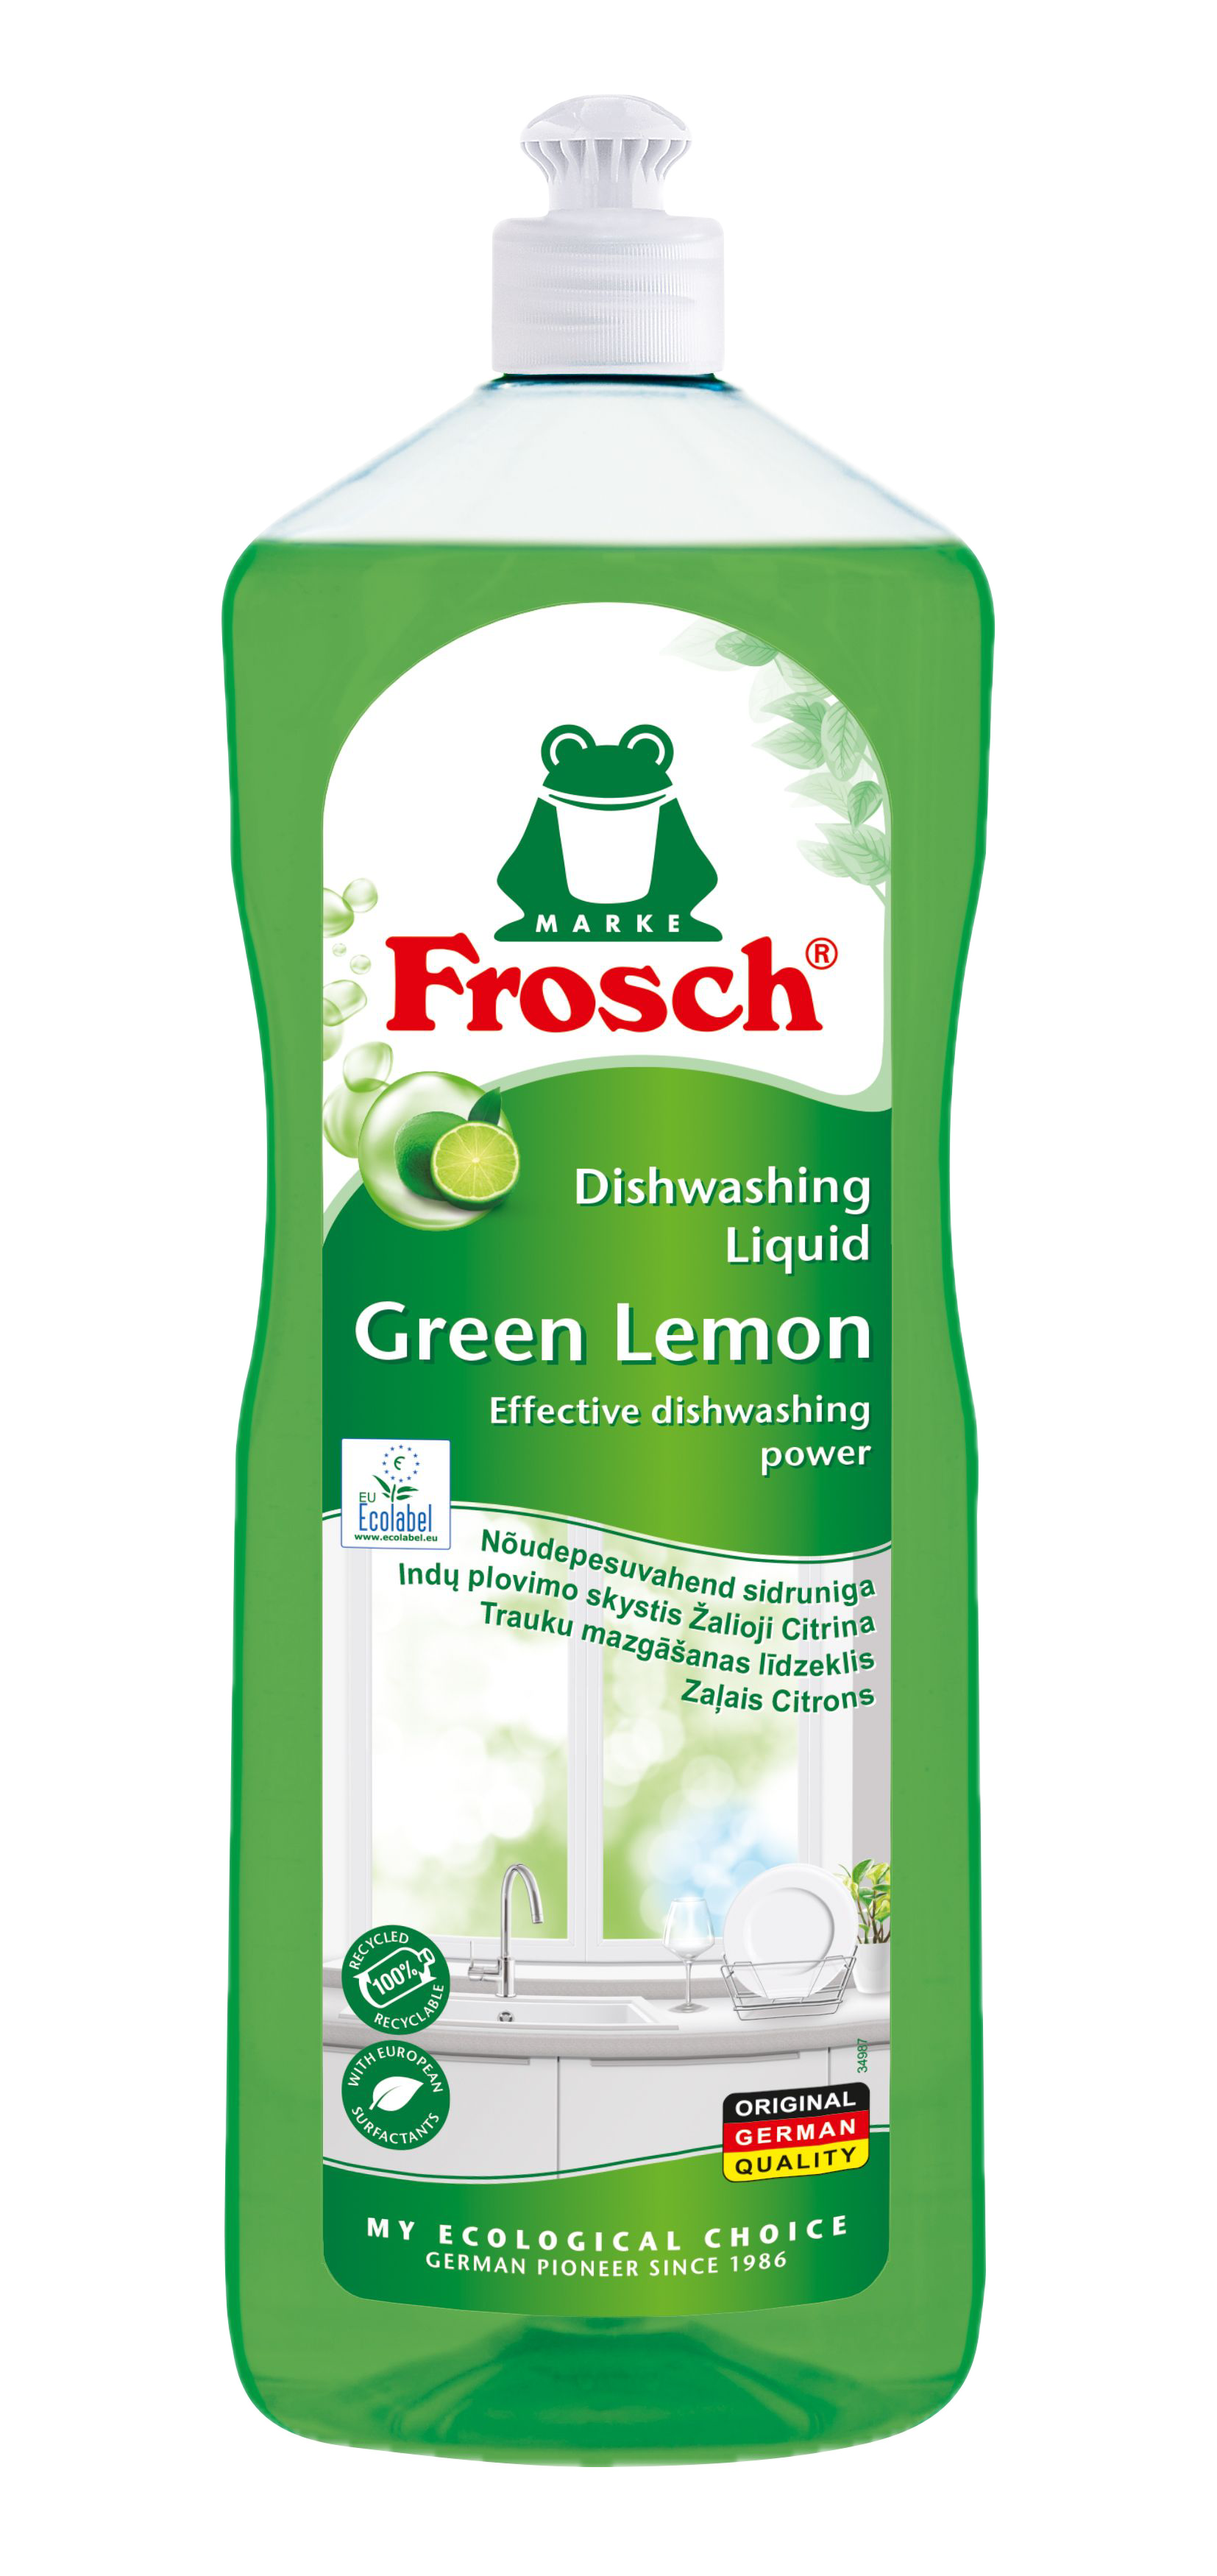 MARKE
Frosch®
Dishwashing
Liquid
Green Lemon
Effective dishwashing
power
EU
Ecolabel
www.ecolabel.eu
Nõudepesuvahend sidruniga
Indų plovimo skystis Žalioji Citrina
Trauku mazgāšanas līdzeklis
Zaļais Citrons
RECYCLED
100%
RECYCLABLE
WITH EUROPEAN
SURFACTANTS
34987
ORIGINAL
GERMAN
QUALITY
MY ECOLOGICAL CHOICE
GERMAN PIONEER SINCE 1986